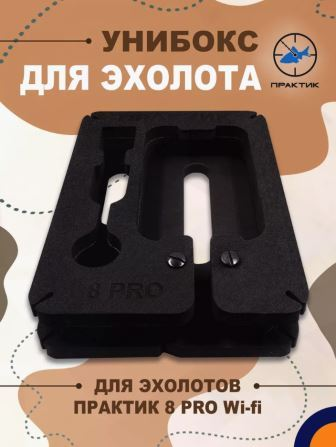 УНИБОКС
ДЛЯ ЭХОЛОТА
ПРАКТИК
8 PRO
ДЛЯ ЭХОЛОТОВ
ПРАКТИК 8 PRO Wi-fi